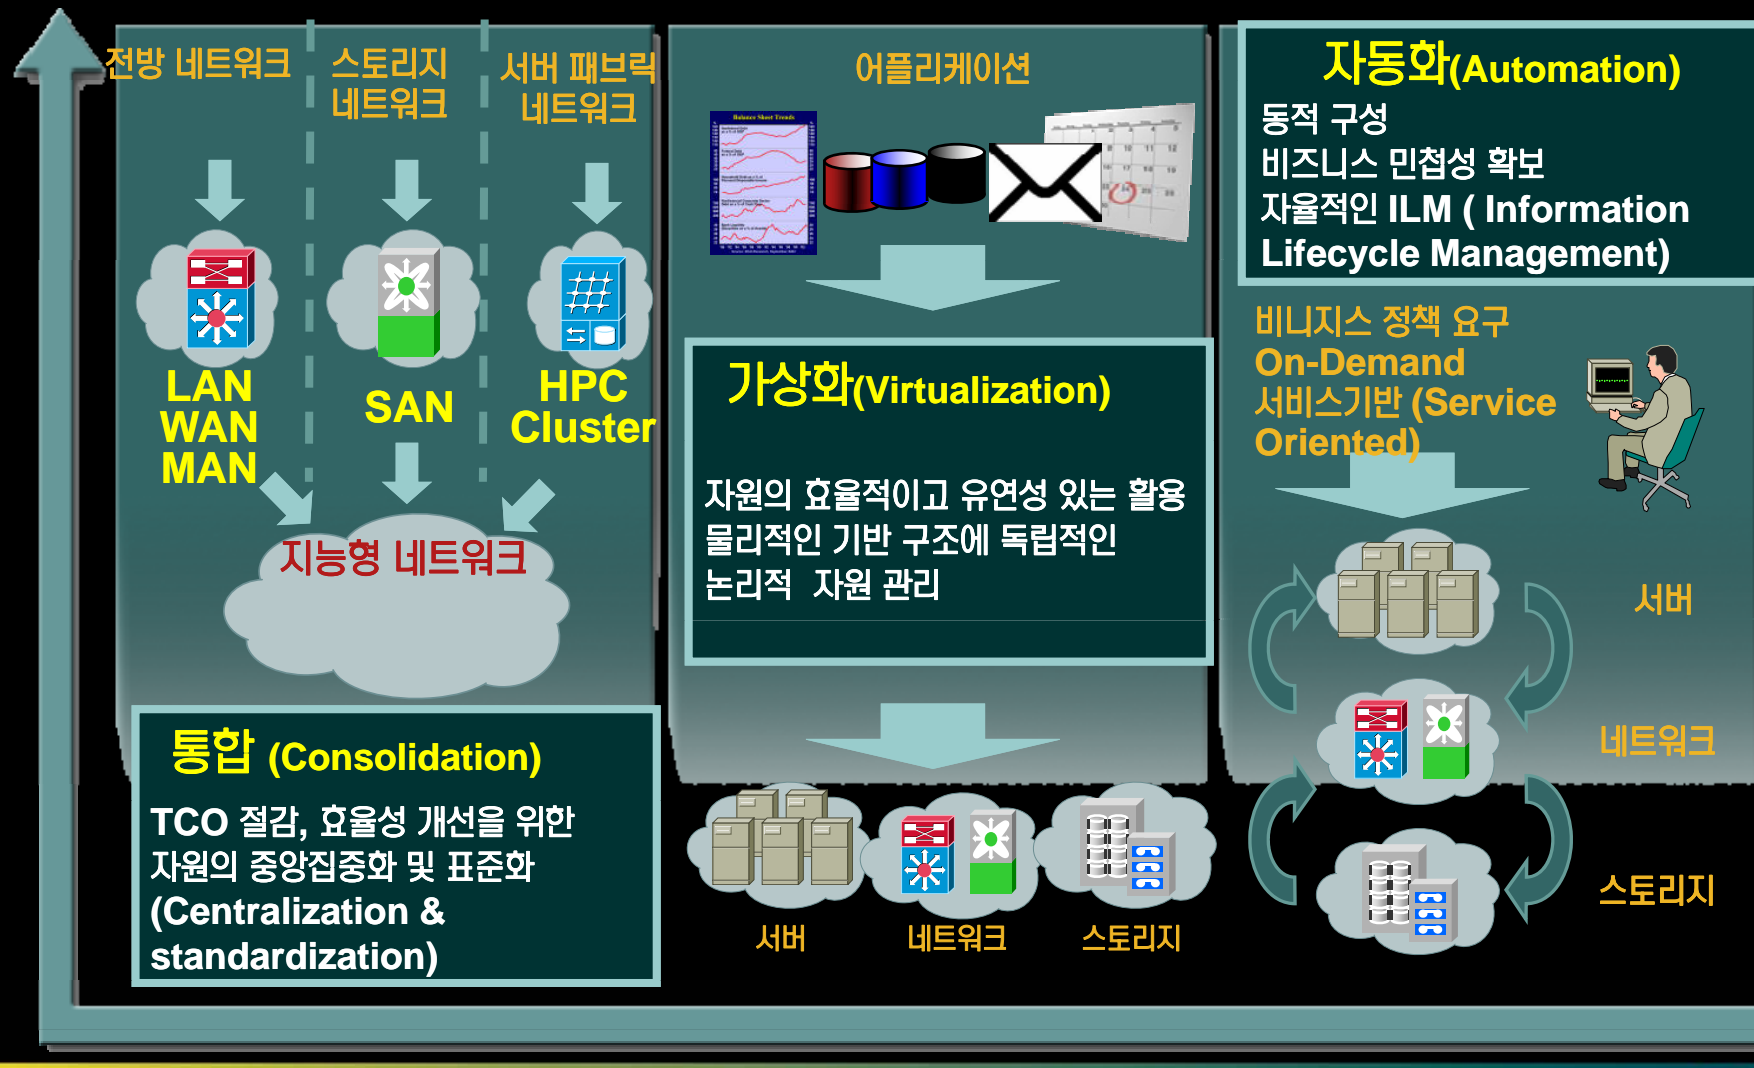 전방 네트워크
스토리지
네트워크
서버 패브릭
네트워크
LAN
WAN
MAN
SAN
HPC
Cluster
지능형 네트워크
통합 (Consolidation)
TCO 절감, 효율성 개선을 위한
자원의 중앙집중화 및 표준화
(Centralization &
standardization)
어플리케이션
Balance Sheet Trends
가상화(Virtualization)
자원의 효율적이고 유연성 있는 활용
물리적인 기반 구조에 독립적인
논리적 자원 관리
서버
네트워크
스토리지
자동화(Automation)
동적 구성
비즈니스 민첩성 확보
자율적인 ILM ( Information
Lifecycle Management)
비니지스 정책 요구
On-Demand
서비스기반 (Service
Oriented)
서버
네트워크
스토리지